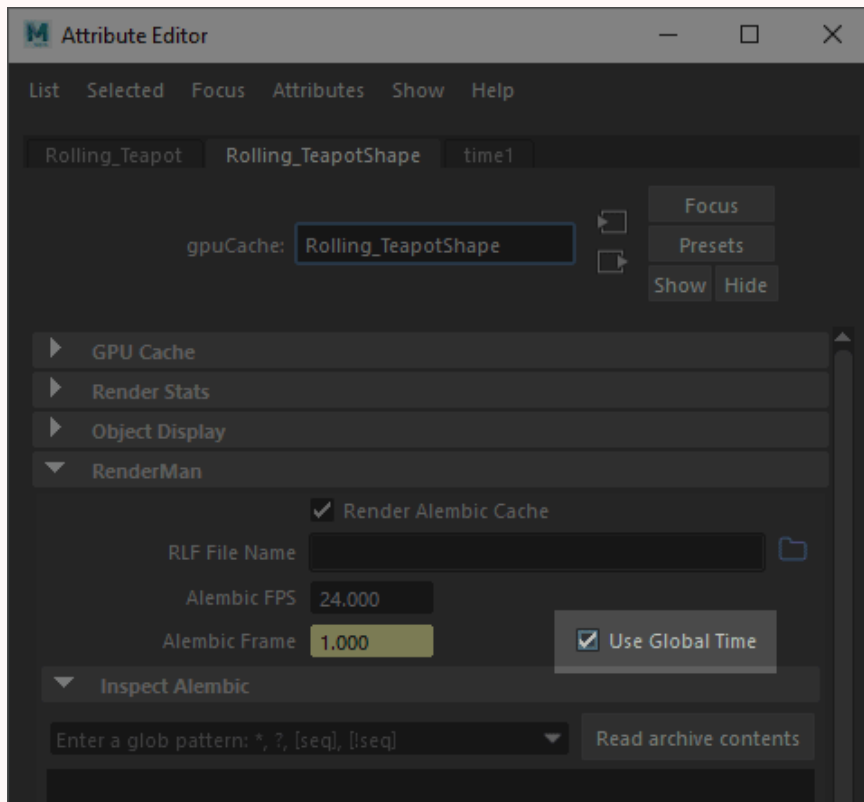 Attribute Editor
List Selected Focus Attributes Show Help
Rolling_Teapot Rolling_TeapotShape time1
Focus
gpuCache: Rolling_TeapotShape Presets
Show Hide
GPU Cache
Render Stats
Object Display
RenderMan
Render Alembic Cache
RLF File Name
Alembic FPS 24.000
Alembic Frame 1.000 Use Global Time
Inspect Alembic
Enter a glob pattern: *, ?, [seq], [!seq] Read archive contents